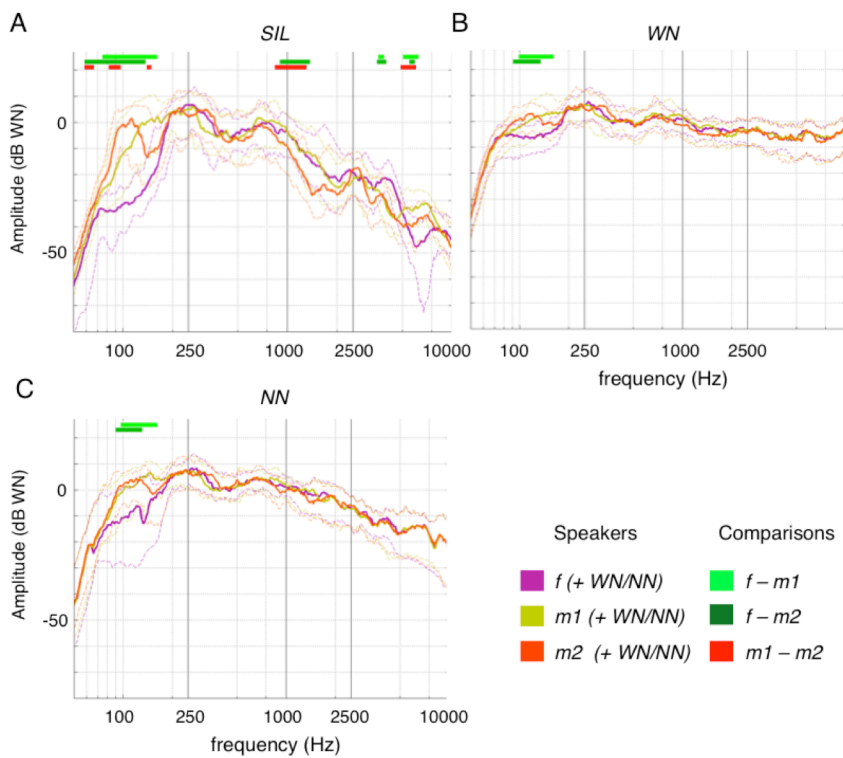 A
SIL
Amplitude (dB WN)
0
-50
100 250 1000 2500 10000
B
WN
100 250 1000 2500
frequency (Hz)
C
NN
Amplitude (dB WN)
0
-50
100 250 1000 2500 10000
frequency (Hz)
Speakers
f (+ WN/NN)
m1 (+ WN/NN)
m2 (+ WN/NN)
Comparisons
f – m1
f – m2
m1 – m2